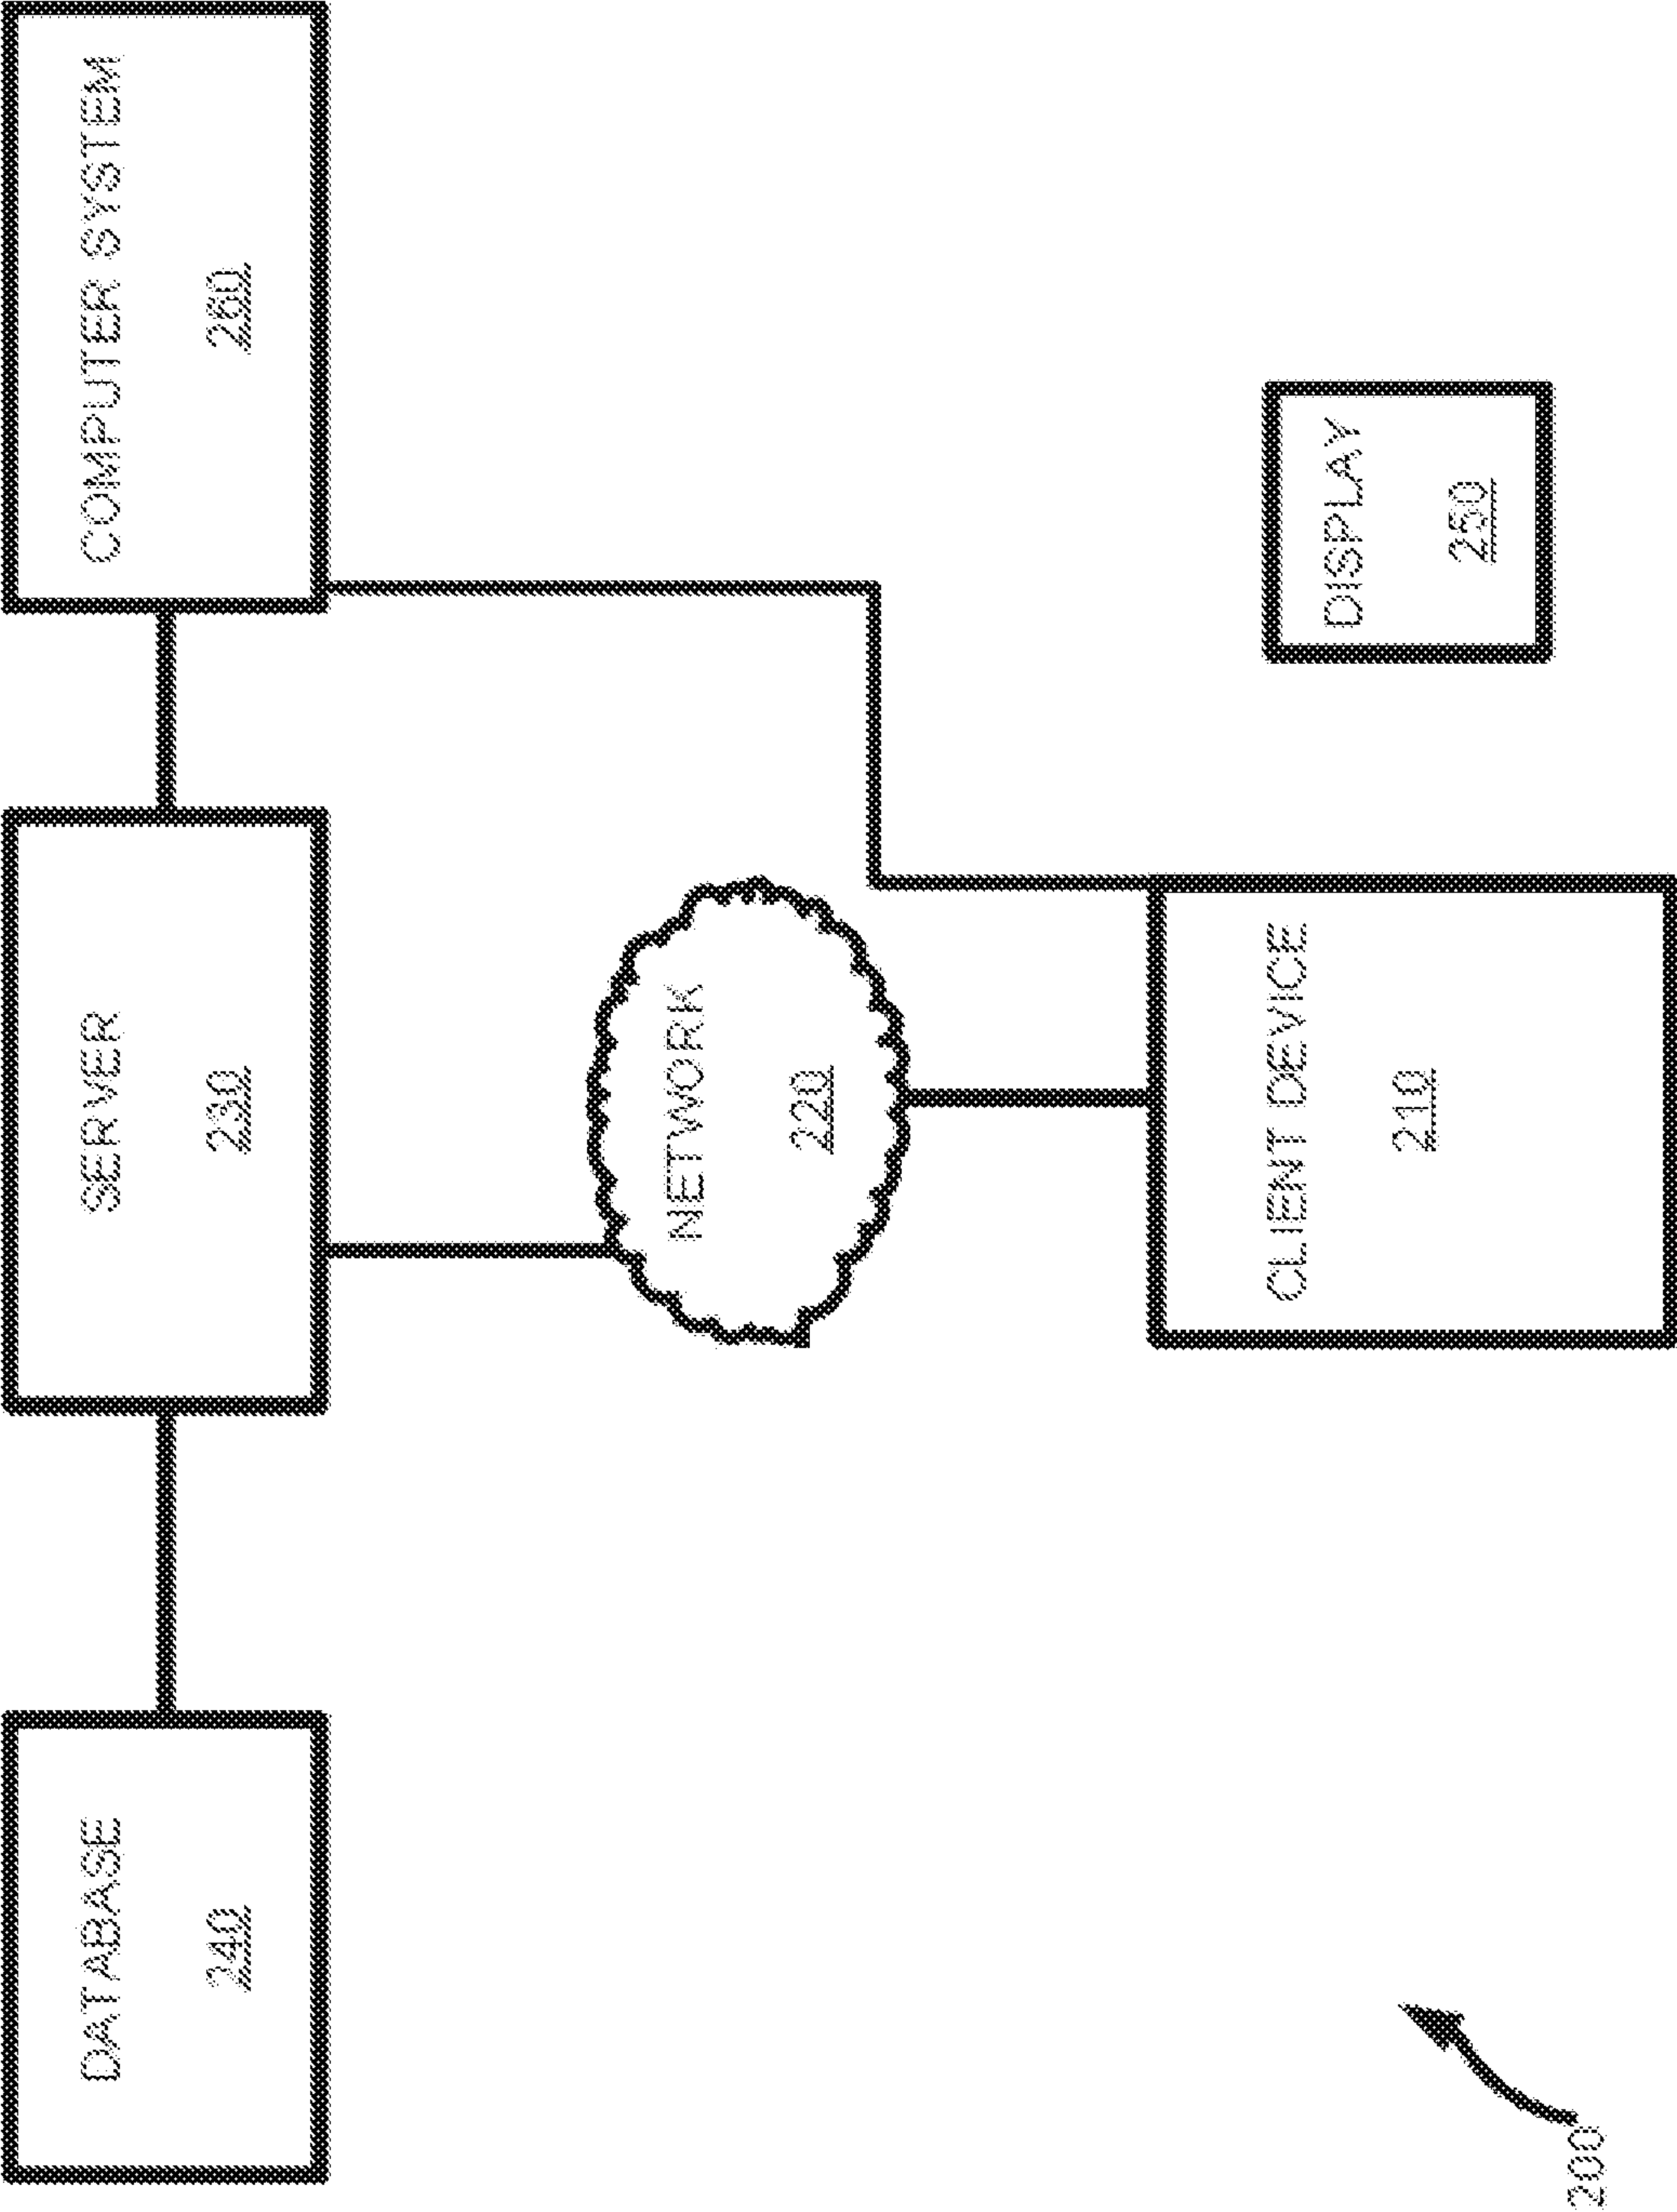 DATABASE
240
SERVER
230
COMPUTER SYSTEM
260
NETWORK
220
CLIENT DEVICE
210
DISPLAY
250
200